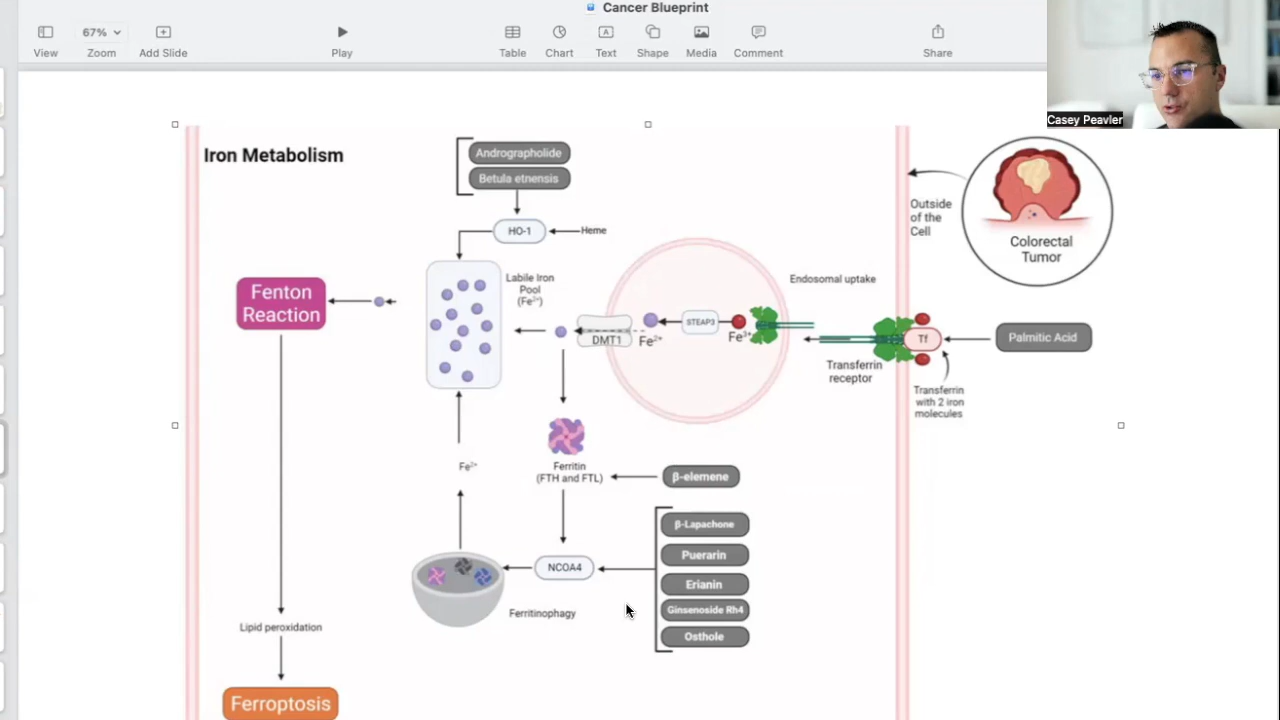 Cancer Blueprint
View
67%
Zoom
Add Slide
Play
Table
Chart
Text
Shape
Media
Comment
Share
Casey Peavler
Iron Metabolism
Andrographolide
Betula etnensis
HO-1
Heme
Outside
of the
Cell
Colorectal
Tumor
Fenton
Reaction
Labile Iron
Pool
(Fe²⁺)
Endosomal uptake
DMT1
Fe²⁺
STEAP3
Fe³⁺
Tf
Palmitic Acid
Transferrin
receptor
Transferrin
with 2 iron
molecules
Fe²⁺
Ferritin
(FTH and FTL)
β-elemene
β-Lapachone
Puerarin
Erianin
Ginsenoside Rh4
Osthole
NCOA4
Ferritinophagy
Lipid peroxidation
Ferroptosis